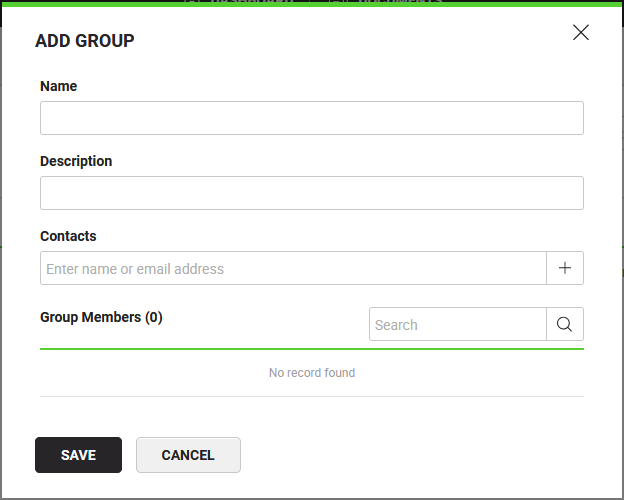 ADD GROUP
Name
Description
Contacts
Enter name or email address
Group Members (0)
Search
No record found
SAVE
CANCEL